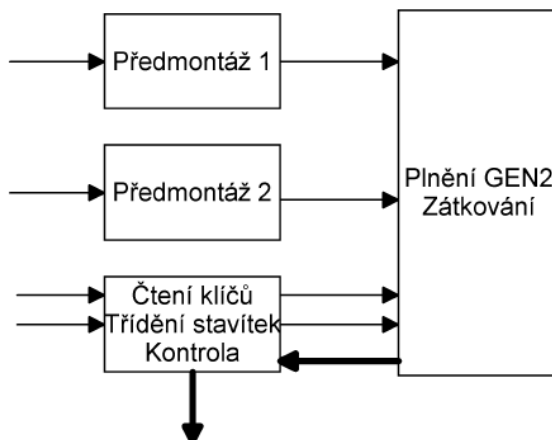 Předmontáž 1
Předmontáž 2
Plnění GEN2
Zátkování
Čtení klíčů
Třídění stavítek
Kontrola